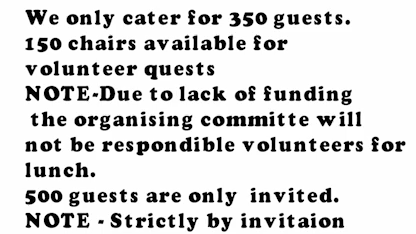 We only cater for 350 guests.
150 chairs available for
volunteer quests
NOTE-Due to lack of funding
the organising committe will
not be respondible volunteers for
lunch.
500 guests are only invited.
NOTE - Strictly by invitaion